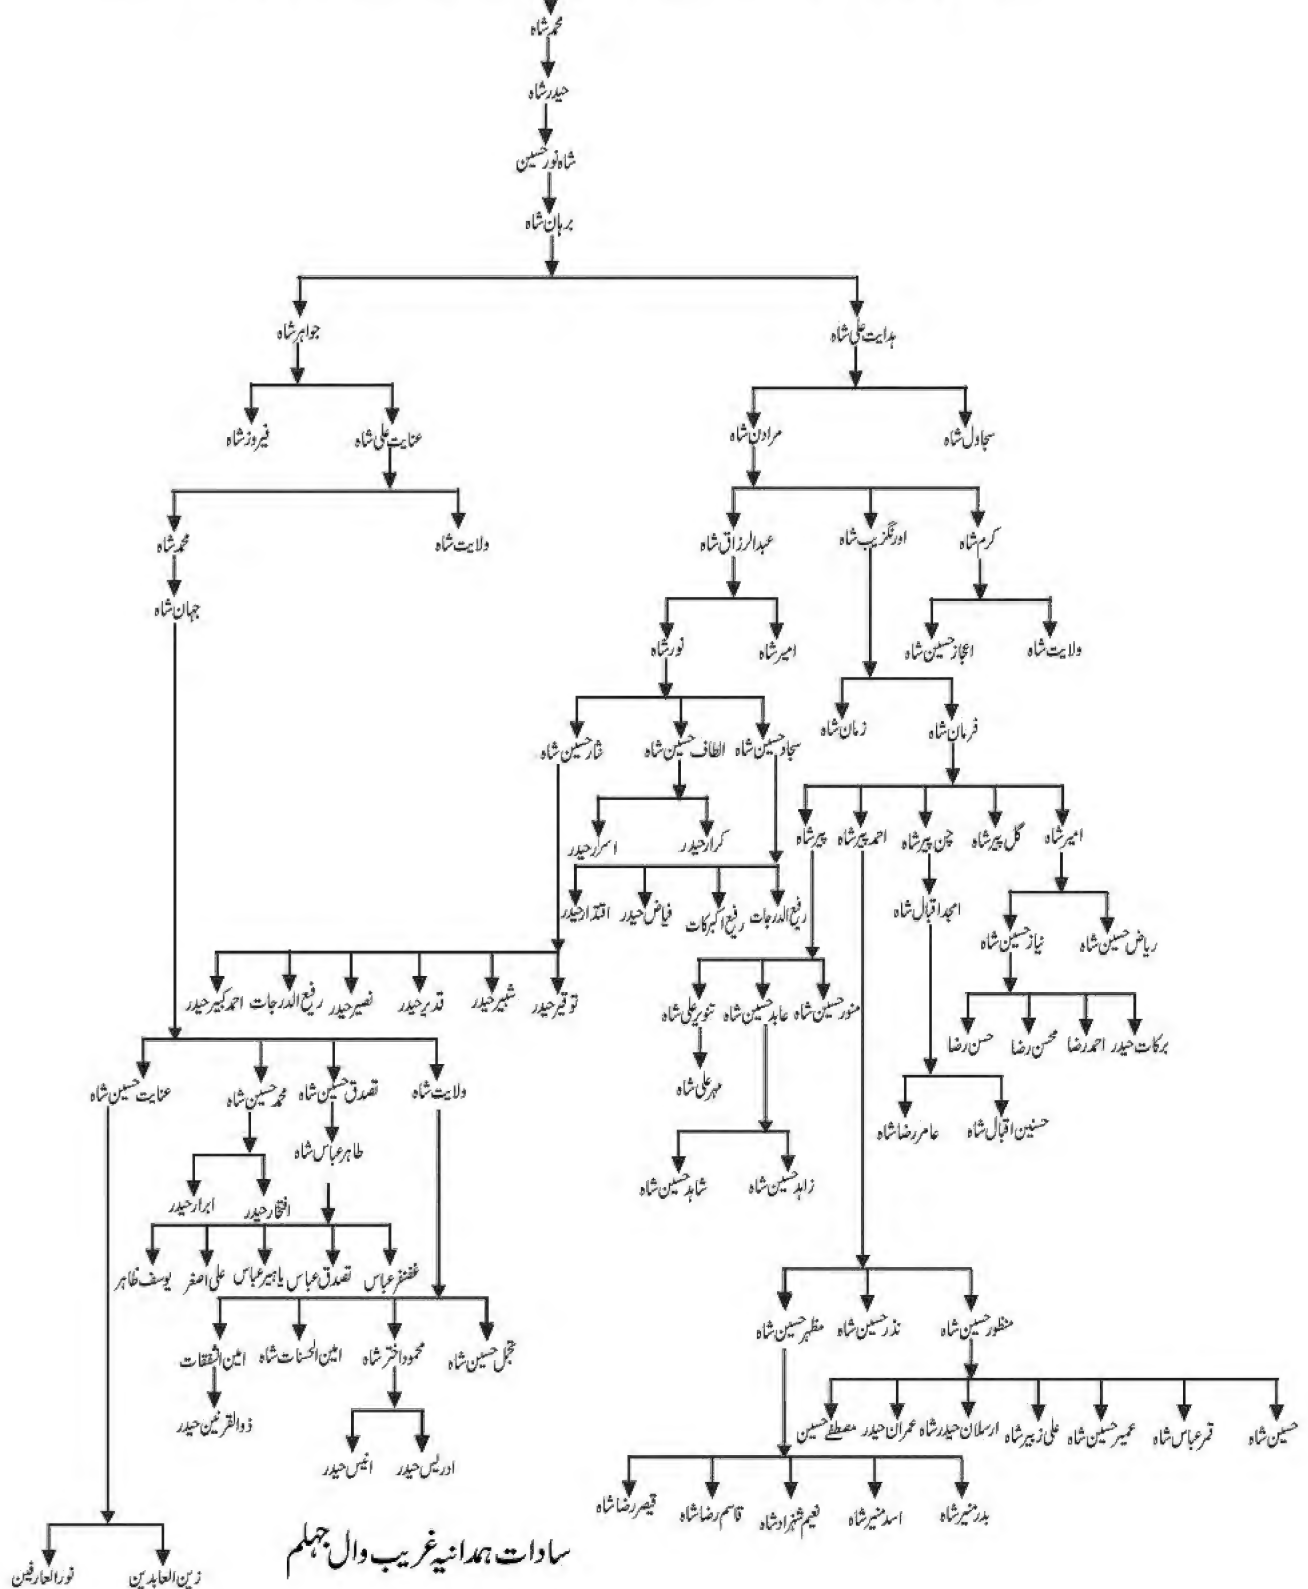 محمد شاہ
حیدر شاہ
شاہ نور حسین
برہان شاہ
ہدایت علی شاہ
جواہر شاہ
سجاول شاہ
مرادن شاہ
عنایت علی شاہ
فیروز شاہ
کرم شاہ
اورنگزیب شاہ
عبدالرزاق شاہ
ولایت شاہ
محمد شاہ
جہان شاہ
ولایت شاہ
اعجاز حسین شاہ
امیر شاہ
نور شاہ
فرمان شاہ
زمان شاہ
سجاد حسین شاہ
الطاف حسین شاہ
نثار حسین شاہ
امیر شاہ
گل پیر شاہ
چن پیر شاہ
احمد پیر شاہ
پیر شاہ
کرار حیدر
اسرار حیدر
امجد اقبال شاہ
رفیع الدرجات
رفیع البرکات
فیاض حیدر
اقتدار حیدر
ریاض حسین شاہ
نیاز حسین شاہ
توقیر حیدر
شبیر حیدر
قدیر حیدر
نصیر حیدر
رفیع الدرجات
احمد کبیر حیدر
منور حسین شاہ
عابد حسین شاہ
تنویر علی شاہ
برکات حیدر
احمد رضا
محسن رضا
حسن رضا
مہر علی شاہ
ولایت شاہ
تصدق حسین شاہ
محمد حسین شاہ
عنایت حسین شاہ
حسنین اقبال شاہ
عامر رضا شاہ
طاہر عباس شاہ
زاہد حسین شاہ
شاہد حسین شاہ
افتخار حیدر
ابرار حیدر
غضنفر عباس
تصدق عباس
یاہیر عباس
علی اصغر
یوسف ظاہر
منظور حسین شاہ
نذر حسین شاہ
مظہر حسین شاہ
تجمل حسین شاہ
محمود اختر شاہ
امین الحسنات شاہ
امین الشفقات
ذوالقرنین حیدر
حسین شاہ
قمر عباس شاہ
عمیر حسین شاہ
علی زبیر شاہ
ارسلان حیدر شاہ
عمران حیدر
مصطفےٰ حسین
ادریس حیدر
انیس حیدر
بدر منیر شاہ
اسد منیر شاہ
نعیم شہزاد شاہ
قاسم رضا شاہ
قیصر رضا شاہ
سادات ہمدانیہ غریب وال جہلم
زین العابدین
نور العارفین